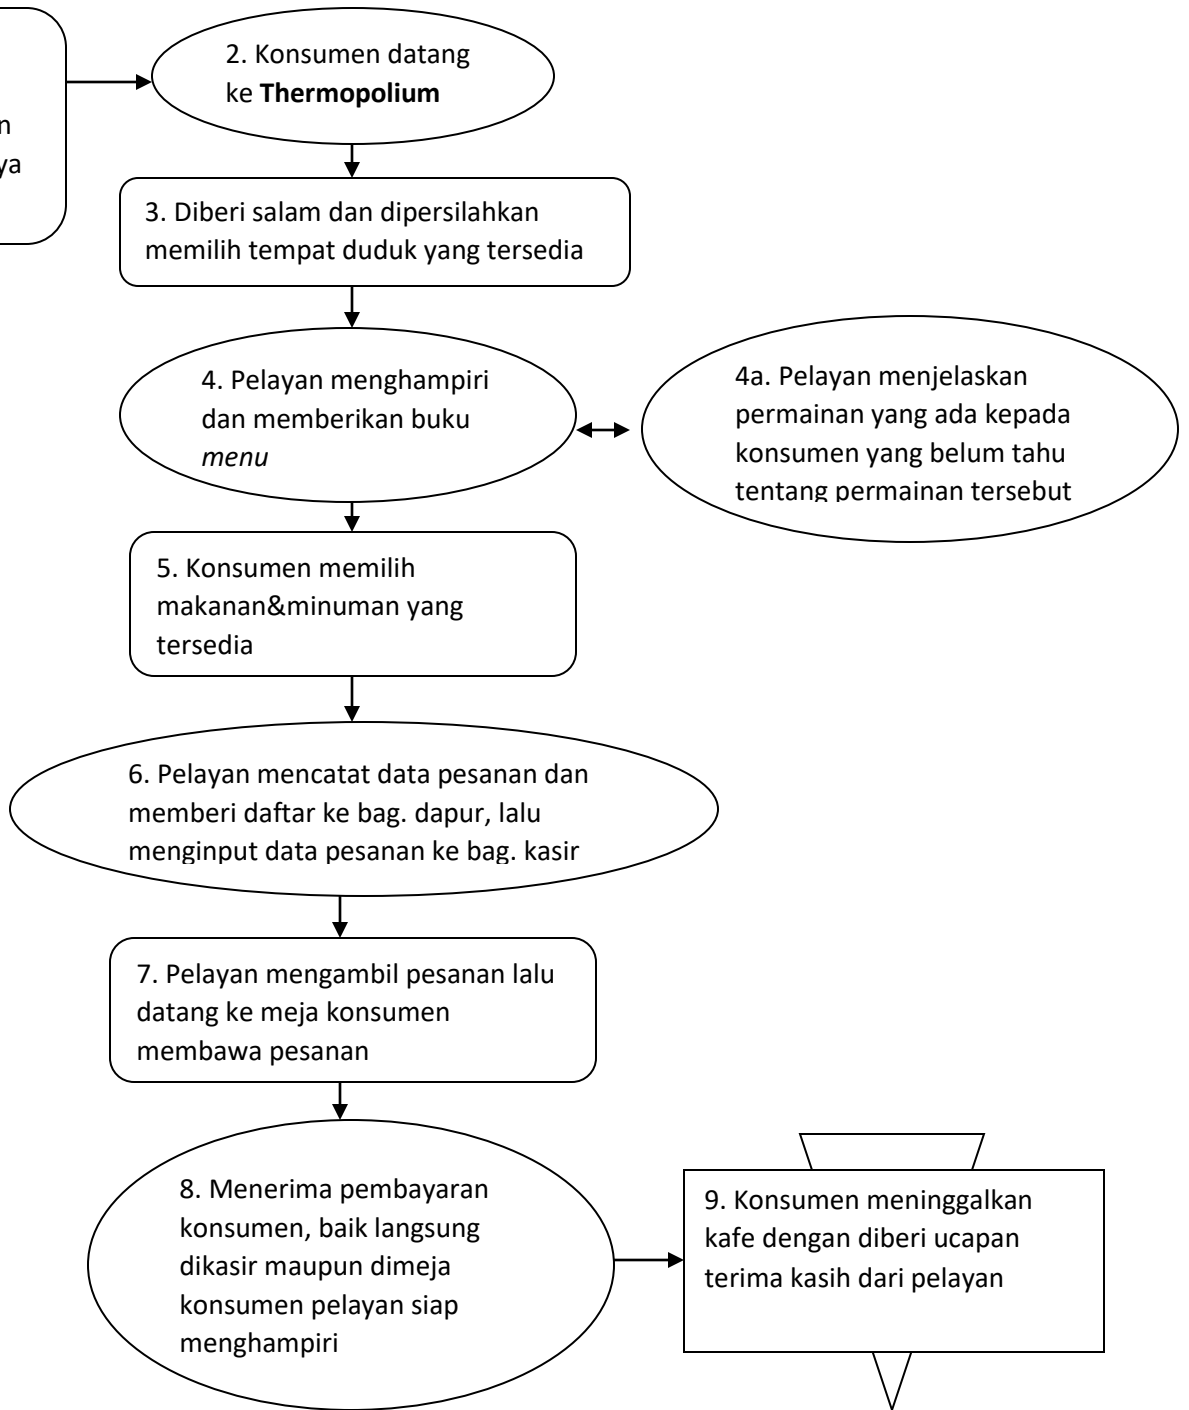 2. Konsumen datang
ke Thermopolium
n
ya
3. Diberi salam dan dipersilahkan
memilih tempat duduk yang tersedia
4. Pelayan menghampiri
dan memberikan buku
menu
4a. Pelayan menjelaskan
permainan yang ada kepada
konsumen yang belum tahu
tentang permainan tersebut
5. Konsumen memilih
makanan&minuman yang
tersedia
6. Pelayan mencatat data pesanan dan
memberi daftar ke bag. dapur, lalu
menginput data pesanan ke bag. kasir
7. Pelayan mengambil pesanan lalu
datang ke meja konsumen
membawa pesanan
8. Menerima pembayaran
konsumen, baik langsung
dikasir maupun dimeja
konsumen pelayan siap
menghampiri
9. Konsumen meninggalkan
kafe dengan diberi ucapan
terima kasih dari pelayan